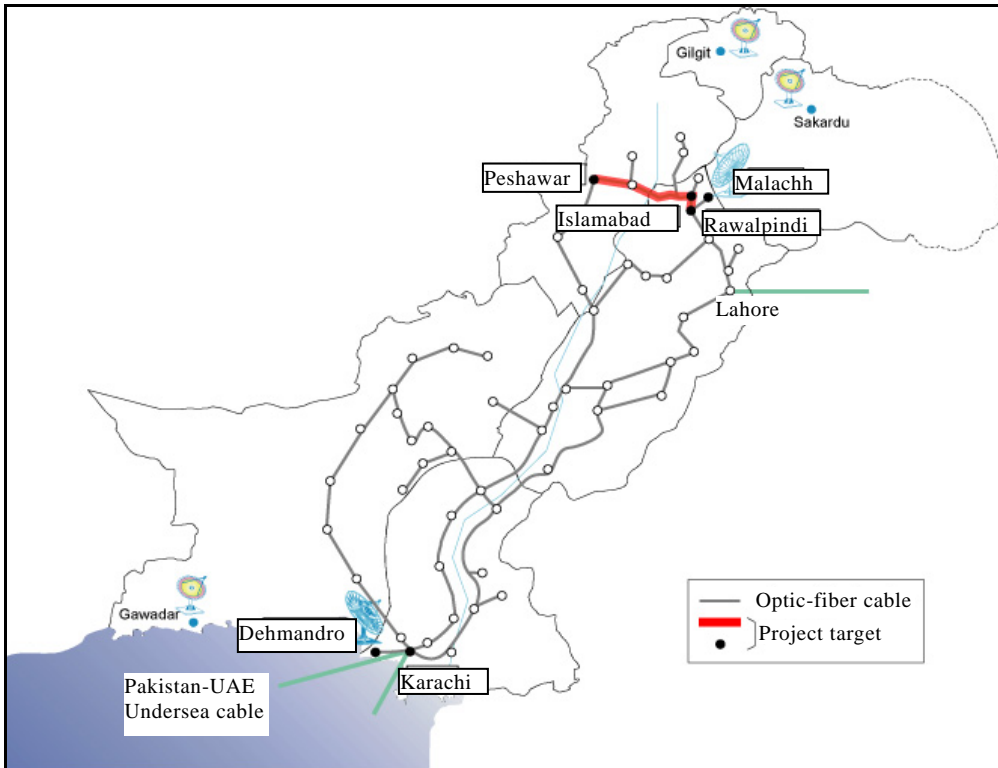 Gilgit
Sakardu
Peshawar
Malachh
Islamabad
Rawalpindi
Lahore
Gawadar
Dehmandro
Karachi
Pakistan-UAE
Undersea cable
Optic-fiber cable
Project target